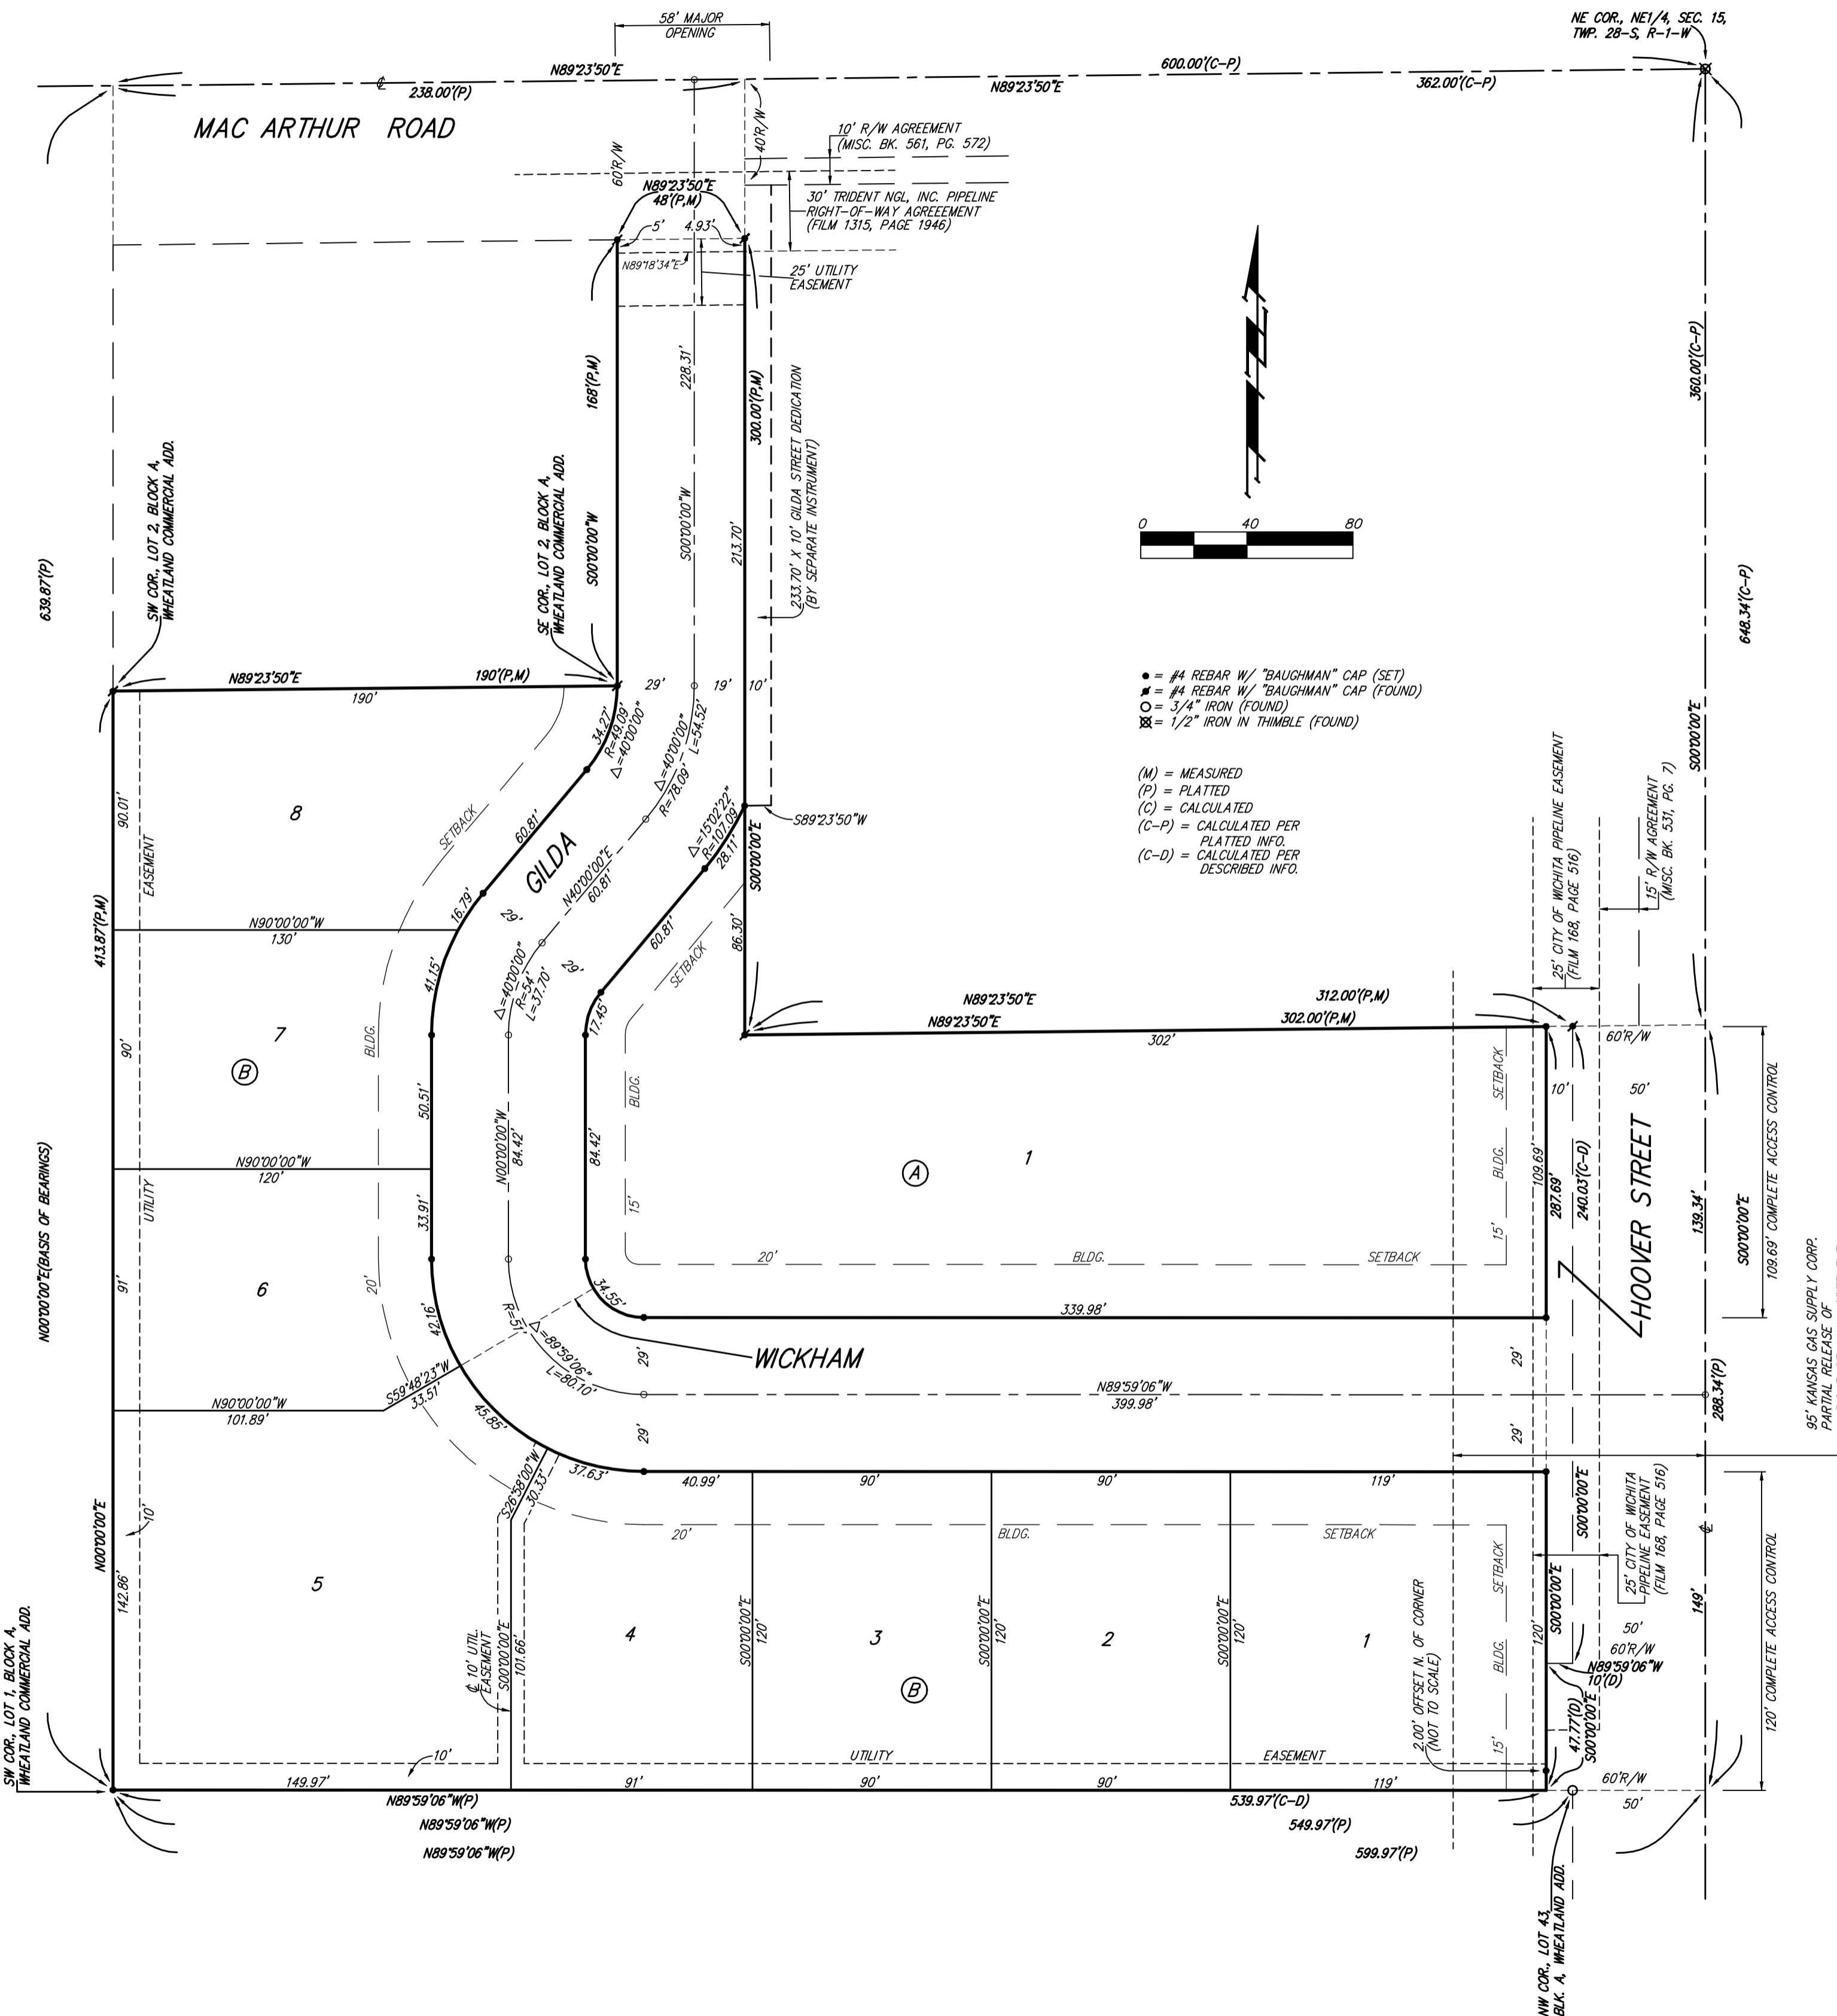 58' MAJOR
OPENING
NE COR., NE1/4, SEC. 15,
TWP. 28-S, R-1-W
N89°23'50"E
600.00'(C-P)
238.00'(P)
N89°23'50"E
362.00'(C-P)
MAC ARTHUR ROAD
60'R/W
40'R/W
10' R/W AGREEMENT
(MISC. BK. 561, PG. 572)
N89°23'50"E
48'(P,M)
30' TRIDENT NGL, INC. PIPELINE
RIGHT-OF-WAY AGREEEMENT
(FILM 1315, PAGE 1946)
5'
4.93'
N89°18'34"E
25' UTILITY
EASEMENT
168'(P,M)
S00°00'00"W
228.31'
S00°00'00"W
300.00'(P,M)
213.70'
233.70' X 10' GILDA STREET DEDICATION
(BY SEPARATE INSTRUMENT)
360.00'(C-P)
S00°00'00"E
648.34'(C-P)
639.87'(P)
SW COR., LOT 2, BLOCK A,
WHEATLAND COMMERCIAL ADD.
SE COR., LOT 2, BLOCK A,
WHEATLAND COMMERCIAL ADD.
0 40 80
N89°23'50"E
190'(P,M)
190'
29'
19'
10'
● = #4 REBAR W/ "BAUGHMAN" CAP (SET)
= #4 REBAR W/ "BAUGHMAN" CAP (FOUND)
O = 3/4" IRON (FOUND)
= 1/2" IRON IN THIMBLE (FOUND)
(M) = MEASURED
(P) = PLATTED
(C) = CALCULATED
(C-P) = CALCULATED PER
PLATTED INFO.
(C-D) = CALCULATED PER
DESCRIBED INFO.
34.27'
R=49.09'
△=40°00'00"
△=40°00'00"
R=78.09'
L=54.52'
△=15°02'22"
R=107.09'
28.11'
S89°23'50"W
S00°00'00"E
86.30'
90.01'
EASEMENT
8
SETBACK
60.81'
GILDA
N40°00'00"E
60.81'
60.81'
SETBACK
16.79'
29'
29'
413.87'(P,M)
N90°00'00"W
130'
41.15'
△=40°00'00"
R=54'
L=37.70'
17.45'
N89°23'50"E
312.00'(P,M)
N89°23'50"E
302.00'(P,M)
302'
25' CITY OF WICHITA PIPELINE EASEMENT
(FILM 168, PAGE 516)
15' R/W AGREEMENT
(MISC. BK. 531, PG. 7)
60'R/W
7
90'
B
BLDG.
50.51'
N00°00'00"W
84.42'
84.42'
BLDG.
15'
A
1
SETBACK
BLDG.
15'
10'
50'
109.69'
287.69'
240.03'(C-D)
HOOVER STREET
139.34'
S00°00'00"E
109.69' COMPLETE ACCESS CONTROL
N00°00'00"E(BASIS OF BEARINGS)
N90°00'00"W
120'
UTILITY
33.91'
91'
6
20'
20'
BLDG.
SETBACK
42.16'
34.55'
339.98'
R=51'
△=89°59'06"
L=80.10'
WICKHAM
29'
29'
S59°48'23"W
33.51'
N89°59'06"W
399.98'
N90°00'00"W
101.89'
288.34'(P)
95' KANSAS GAS SUPPLY CORP.
PARTIAL RELEASE OF
29'
29'
45.85'
37.63'
40.99'
90'
90'
119'
S26°58'00"W
30.33'
N00°00'00"E
142.86'
10'
20'
BLDG.
SETBACK
5
¢ 10' UTIL.
EASEMENT
S00°00'00"E
101.66'
4
S00°00'00"E
120'
3
S00°00'00"E
120'
2
S00°00'00"E
120'
1
B
SETBACK
BLDG.
15'
2.00' OFFSET N. OF CORNER
(NOT TO SCALE)
120'
S00°00'00"E
S00°00'00"E
25' CITY OF WICHITA
PIPELINE EASEMENT
(FILM 168, PAGE 516)
50'
60'R/W
N89°59'06"W
10'(D)
149'
120' COMPLETE ACCESS CONTROL
47.77'(D)
S00°00'00"E
SW COR., LOT 1, BLOCK A,
WHEATLAND COMMERCIAL ADD.
10'
UTILITY
EASEMENT
149.97'
91'
90'
90'
119'
60'R/W
50'
N89°59'06"W(P)
539.97'(C-D)
N89°59'06"W(P)
549.97'(P)
N89°59'06"W(P)
599.97'(P)
NW COR., LOT 43,
BLK. A, WHEATLAND ADD.